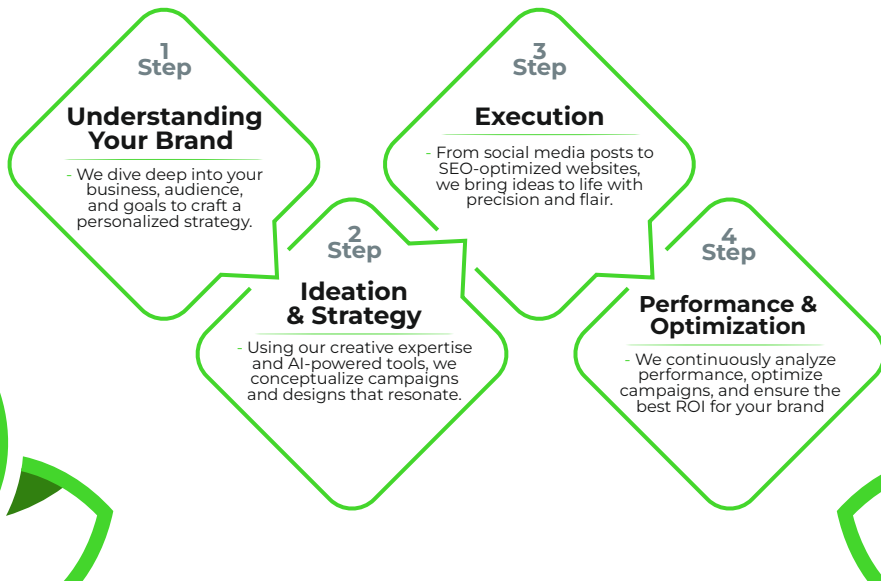 1
Step
Understanding
Your Brand
- We dive deep into your
business, audience,
and goals to craft a
personalized strategy.
2
Step
Ideation
& Strategy
- Using our creative expertise
and AI-powered tools, we
conceptualize campaigns
and designs that resonate.
3
Step
Execution
- From social media posts to
SEO-optimized websites,
we bring ideas to life with
precision and flair.
4
Step
Performance &
Optimization
- We continuously analyze
performance, optimize
campaigns, and ensure the
best ROI for your brand